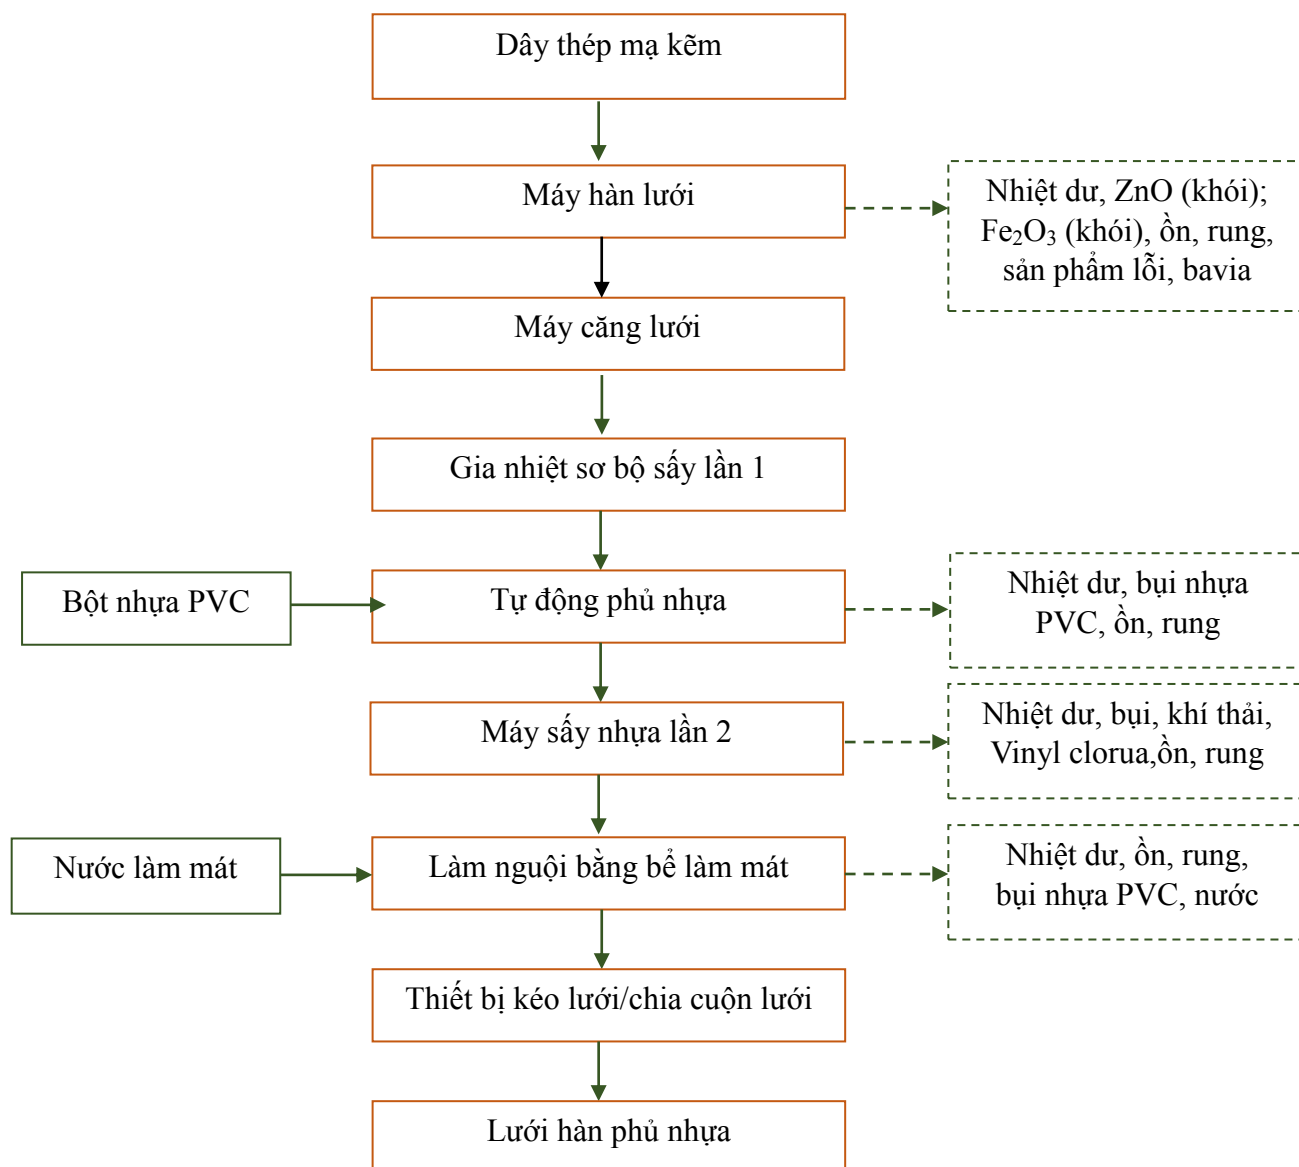 Dây thép mạ kẽm
Máy hàn lưới
Nhiệt dư, ZnO (khói);
Fe₂O₃ (khói), ồn, rung,
sản phẩm lỗi, bavia
Máy căng lưới
Gia nhiệt sơ bộ sấy lần 1
Bột nhựa PVC
Tự động phủ nhựa
Nhiệt dư, bụi nhựa
PVC, ồn, rung
Máy sấy nhựa lần 2
Nhiệt dư, bụi, khí thải,
Vinyl clorua,ồn, rung
Nước làm mát
Làm nguội bằng bể làm mát
Nhiệt dư, ồn, rung,
bụi nhựa PVC, nước
Thiết bị kéo lưới/chia cuộn lưới
Lưới hàn phủ nhựa